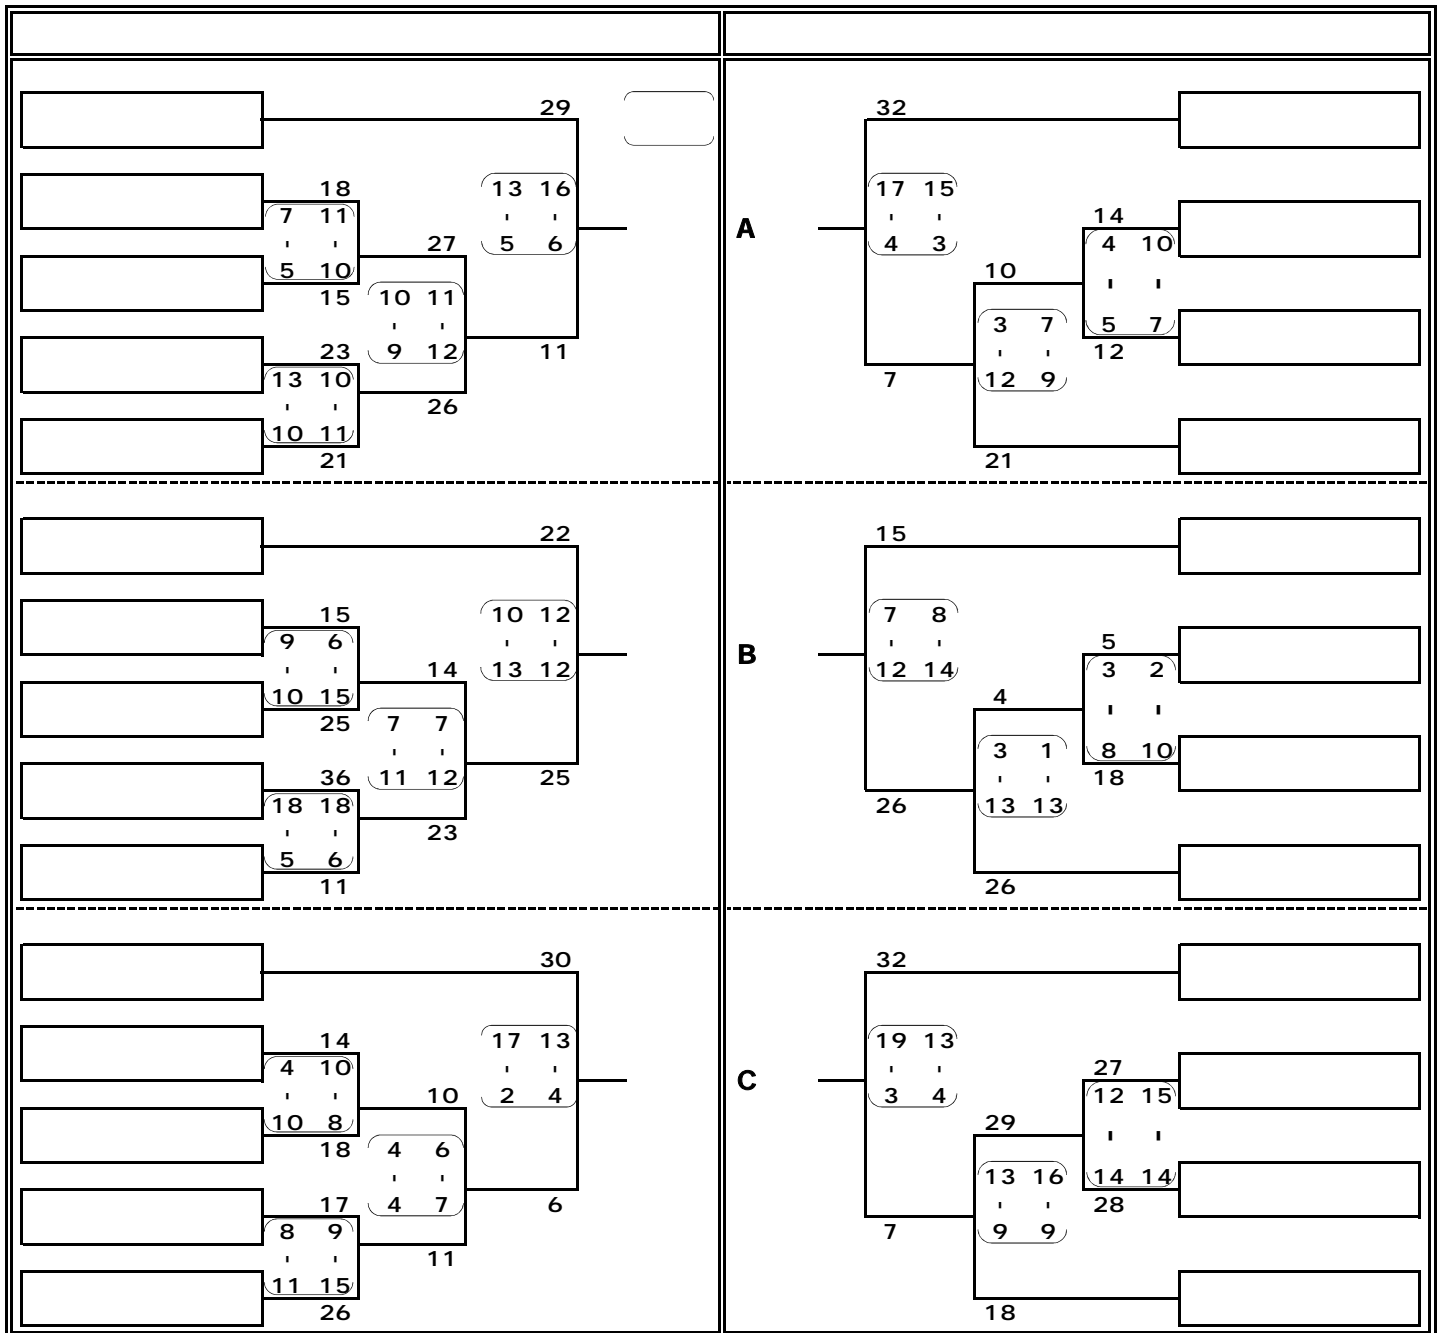 29 32
13 16 17 15
18 14
7 11 4 10
- - - -
27 A
5 6 4 3
5 10 10
15
10 11 3 7
- - - -
5 7
23 9 12 11 12
13 10 12 9
- - 7
26
10 11
21 21
22 15
15 10 12 7 8
9 6 5
- - - -
14 B 3 2
13 12 12 14
10 15 4
25 7 7 - -
- - 3 1
8 10
36 11 12 25 - - 18
18 18 26 13 13
- - 23
5 6
11 26
30 32
14 17 13 19 13
4 10 27
- - - -
10 C 12 15
2 4 3 4
10 8 29
18 4 6 - -
- - 13 16 14 14
17 4 7 6 - - 28
8 9 7 9 9
- - 11
11 15
26 18